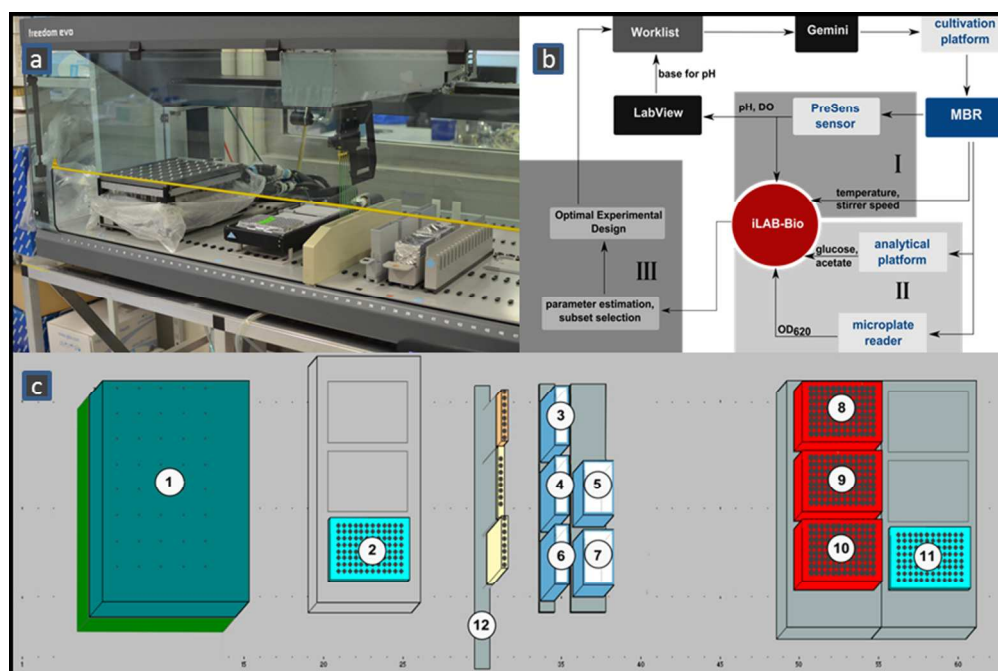 freedom evo
a
b
Worklist
Gemini
cultivation
platform
base for pH
LabView
pH, DO
PreSens
sensor
MBR
I
temperature,
stirrer speed
iLAB-Bio
Optimal Experimental
Design
III
glucose,
acetate
analytical
platform
II
parameter estimation,
subset selection
OD620
microplate
reader
c
1
2
3
4
5
6
7
8
9
10
11
12
1
15
20
25
30
35
40
45
50
55
60